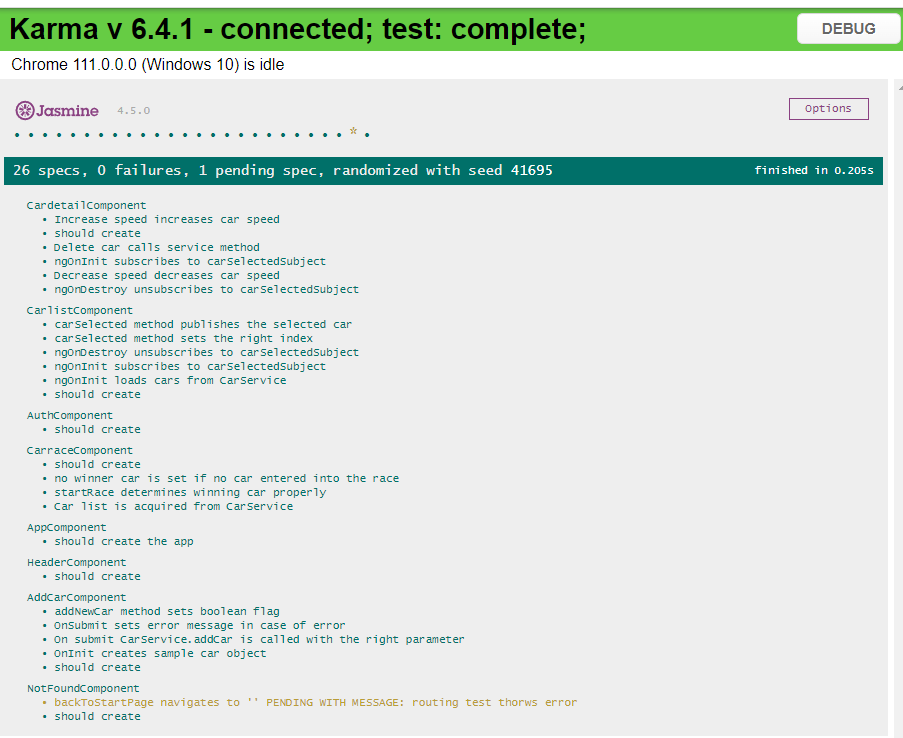 Karma v 6.4.1 - connected; test: complete;
DEBUG
Chrome 111.0.0.0 (Windows 10) is idle
Jasmine 4.5.0
Options
• • • • • • • • • • • • • • • • • • • • • • • • * •
26 specs, 0 failures, 1 pending spec, randomized with seed 41695
finished in 0.205s
CardetailComponent
• Increase speed increases car speed
• should create
• Delete car calls service method
• ngOnInit subscribes to carSelectedSubject
• Decrease speed decreases car speed
• ngOnDestroy unsubscribes to carSelectedSubject
CarlistComponent
• carSelected method publishes the selected car
• carSelected method sets the right index
• ngOnDestroy unsubscribes to carSelectedSubject
• ngOnInit subscribes to carSelectedSubject
• ngOnInit loads cars from CarService
• should create
AuthComponent
• should create
CarraceComponent
• should create
• no winner car is set if no car entered into the race
• startRace determines winning car properly
• Car list is acquired from CarService
AppComponent
• should create the app
HeaderComponent
• should create
AddCarComponent
• addNewCar method sets boolean flag
• OnSubmit sets error message in case of error
• On submit CarService.addCar is called with the right parameter
• OnInit creates sample car object
• should create
NotFoundComponent
• backToStartPage navigates to '' PENDING WITH MESSAGE: routing test thorws error
• should create